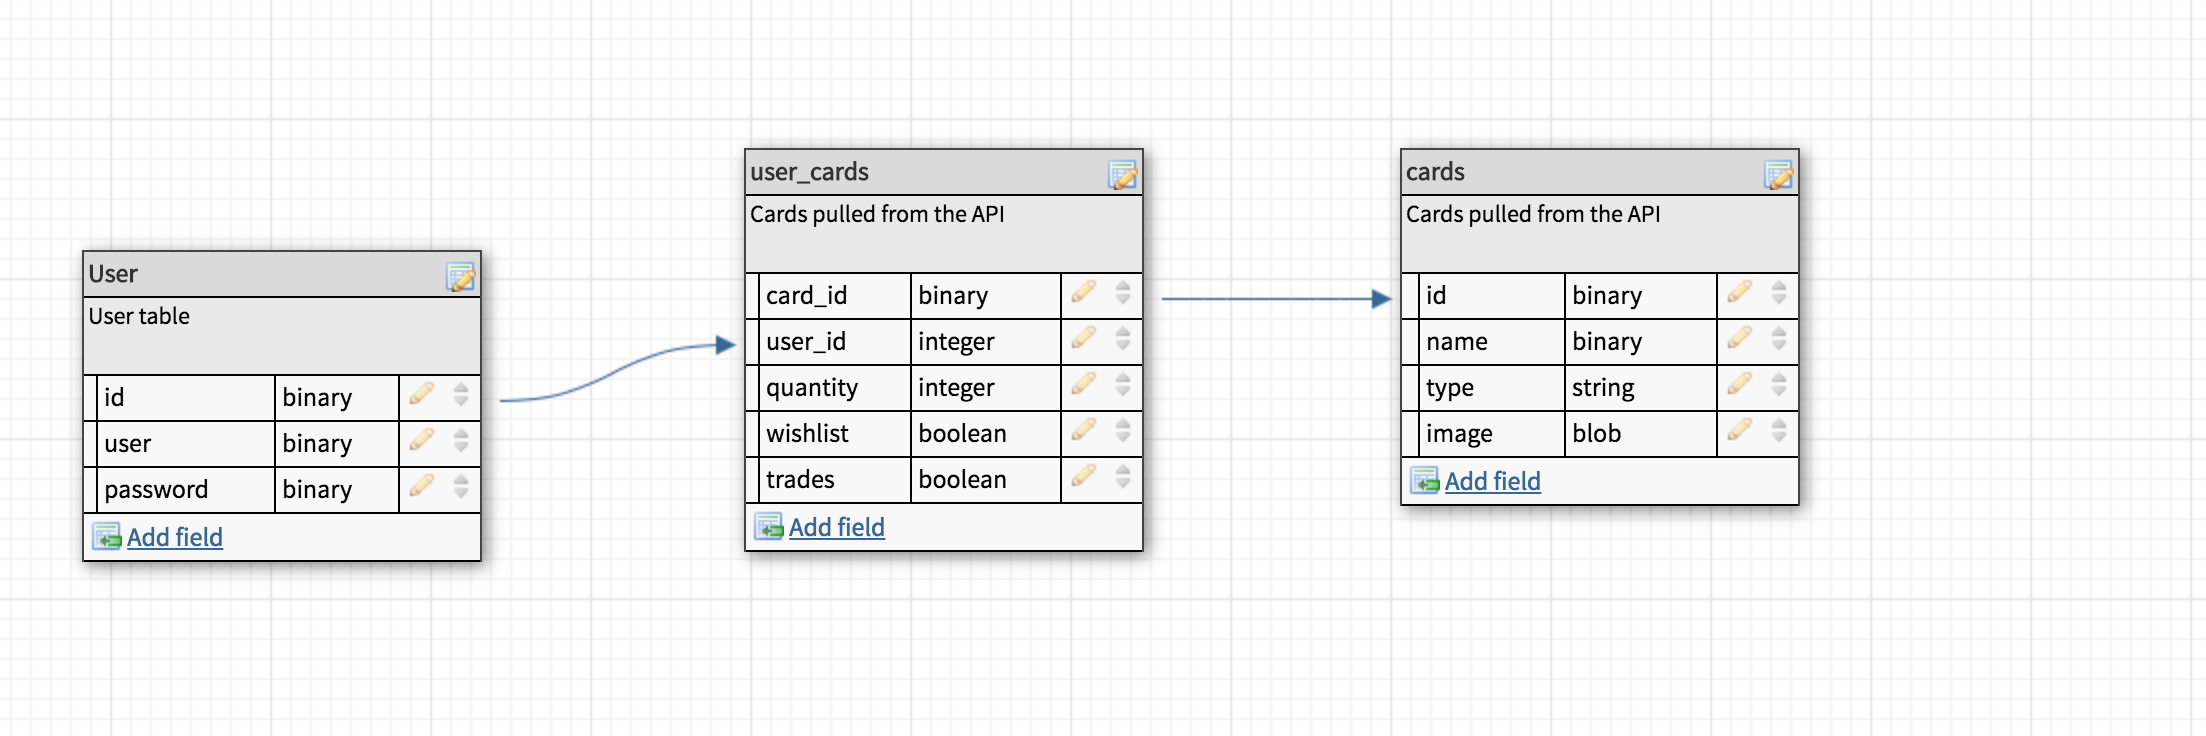 User
User table
id binary
user binary
password binary
Add field
user_cards
Cards pulled from the API
card_id binary
user_id integer
quantity integer
wishlist boolean
trades boolean
Add field
cards
Cards pulled from the API
id binary
name binary
type string
image blob
Add field